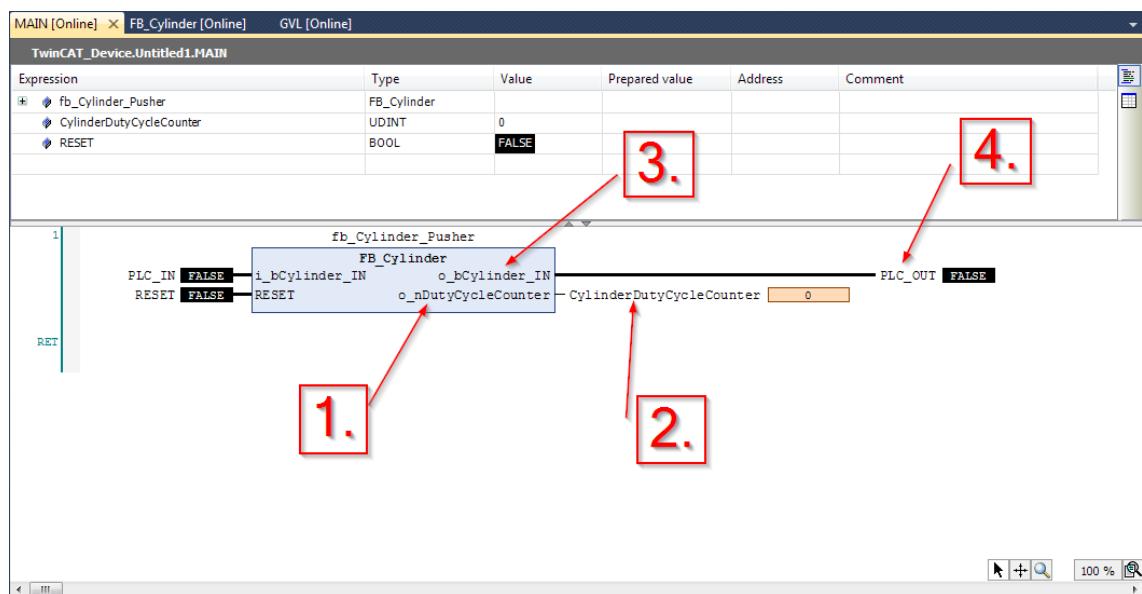 MAIN [Online] FB_Cylinder [Online] GVL [Online]
TwinCAT_Device.Untitled1.MAIN
Expression Type Value Prepared value Address Comment
fb_Cylinder_Pusher FB_Cylinder
CylinderDutyCycleCounter UDINT 0
RESET BOOL FALSE
3.
4.
1 fb_Cylinder_Pusher
FB_Cylinder
PLC_IN FALSE i_bCylinder_IN o_bCylinder_IN PLC_OUT FALSE
RESET FALSE RESET o_nDutyCycleCounter CylinderDutyCycleCounter 0
RET
1.
2.
100 %